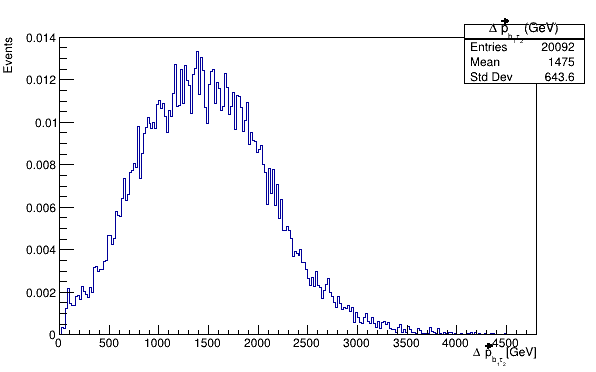 Δ p⃗_{b₁τ₂} (GeV)
Entries 20092
Mean 1475
Std Dev 643.6
Events
0.014
0.012
0.01
0.008
0.006
0.004
0.002
0
0 500 1000 1500 2000 2500 3000 3500 4000 4500
Δ p⃗_{b₁τ₂}[GeV]